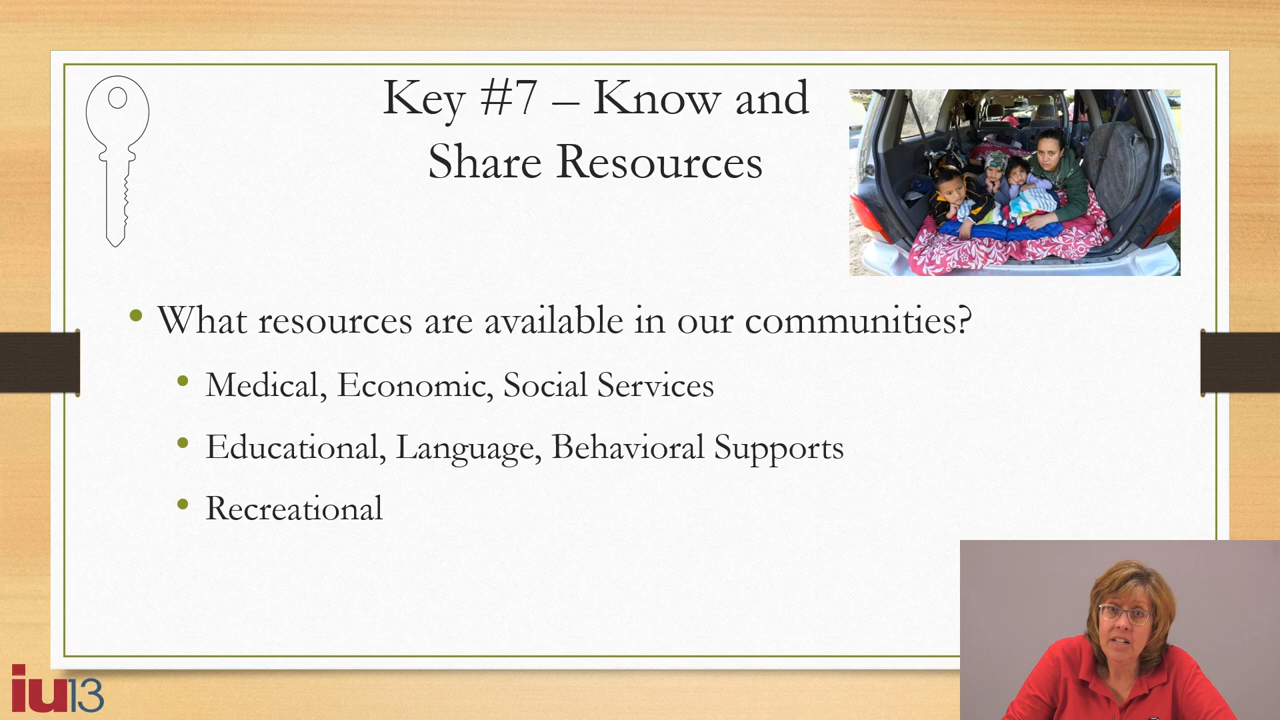 Key #7 – Know and
Share Resources
• What resources are available in our communities?
• Medical, Economic, Social Services
• Educational, Language, Behavioral Supports
• Recreational
iu13